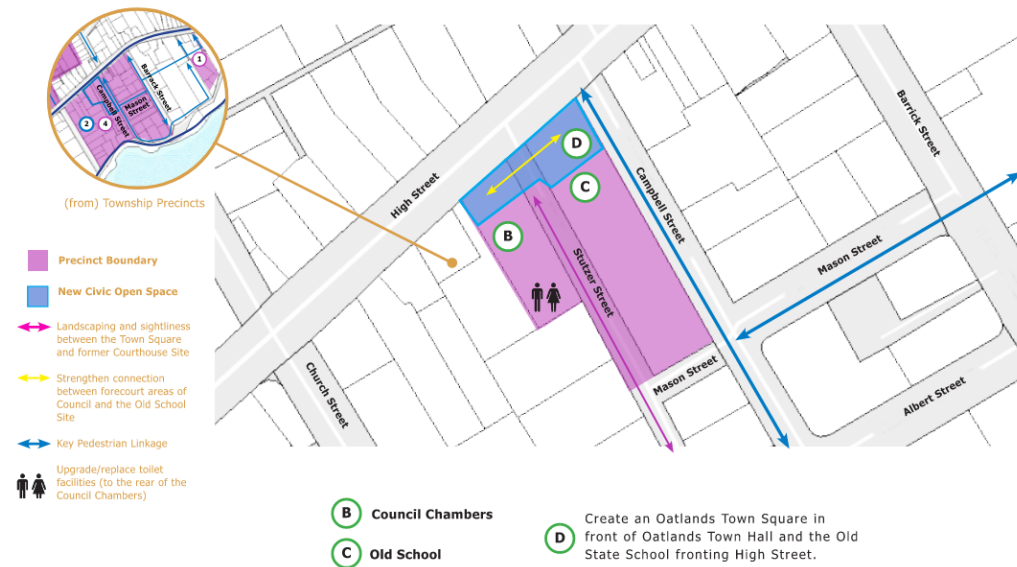 Barrack Street
1
Campbell Street
Mason
Street
2
4
(from) Township Precincts
Precinct Boundary
New Civic Open Space
Landscaping and sightliness
between the Town Square
and former Courthouse Site
Strengthen connection
between forecourt areas of
Council and the Old School
Site
Key Pedestrian Linkage
Upgrade/replace toilet
facilities (to the rear of the
Council Chambers)
High Street
D
C
B
Stutzer Street
Campbell Street
Barrick Street
Mason Street
Mason Street
Church Street
Albert Street
B Council Chambers
C Old School
D Create an Oatlands Town Square in
front of Oatlands Town Hall and the Old
State School fronting High Street.